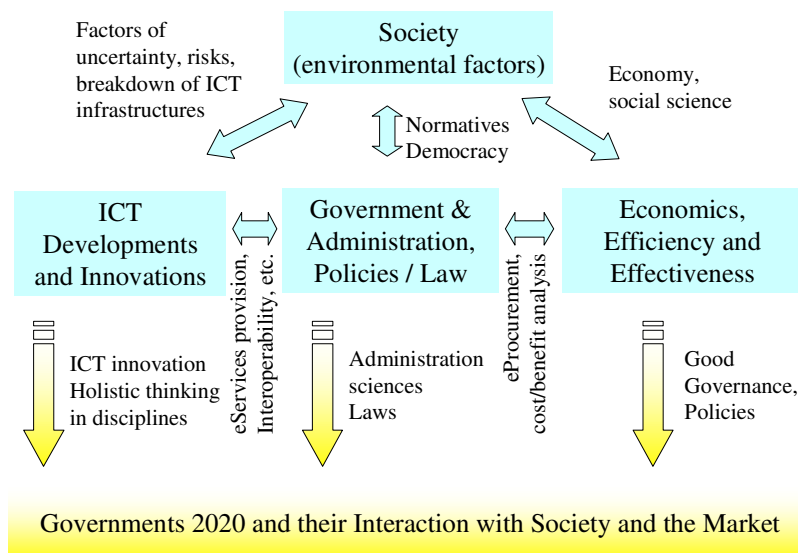 Factors of
uncertainty, risks,
breakdown of ICT
infrastructures
Society
(environmental factors)
Economy,
social science
Normatives
Democracy
ICT
Developments
and Innovations
Government &
Administration,
Policies / Law
Economics,
Efficiency and
Effectiveness
eServices provision,
Interoperability, etc.
eProcurement,
cost/benefit analysis
ICT innovation
Holistic thinking
in disciplines
Administration
sciences
Laws
Good
Governance,
Policies
Governments 2020 and their Interaction with Society and the Market